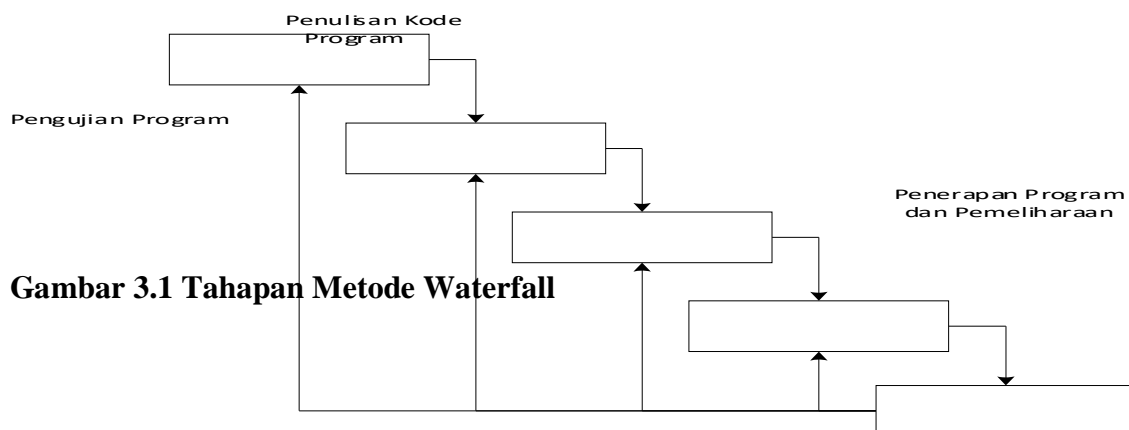 Penulisan Kode
Program
Pengujian Program
Penerapan Program
dan Pemeliharaan
Gambar 3.1 Tahapan Metode Waterfall